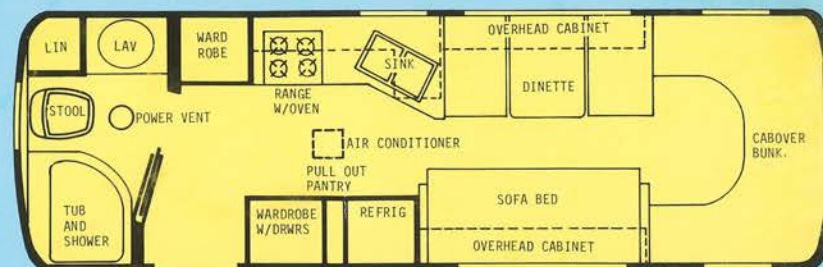 LIN
LAV
WARD
ROBE
OVERHEAD CABINET
SINK
DINETTE
RANGE
W/OVEN
STOOL
POWER VENT
AIR CONDITIONER
CABOVER
BUNK.
PULL OUT
PANTRY
TUB
AND
SHOWER
WARDROBE
W/DRWRS
REFRIG
SOFA BED
OVERHEAD CABINET